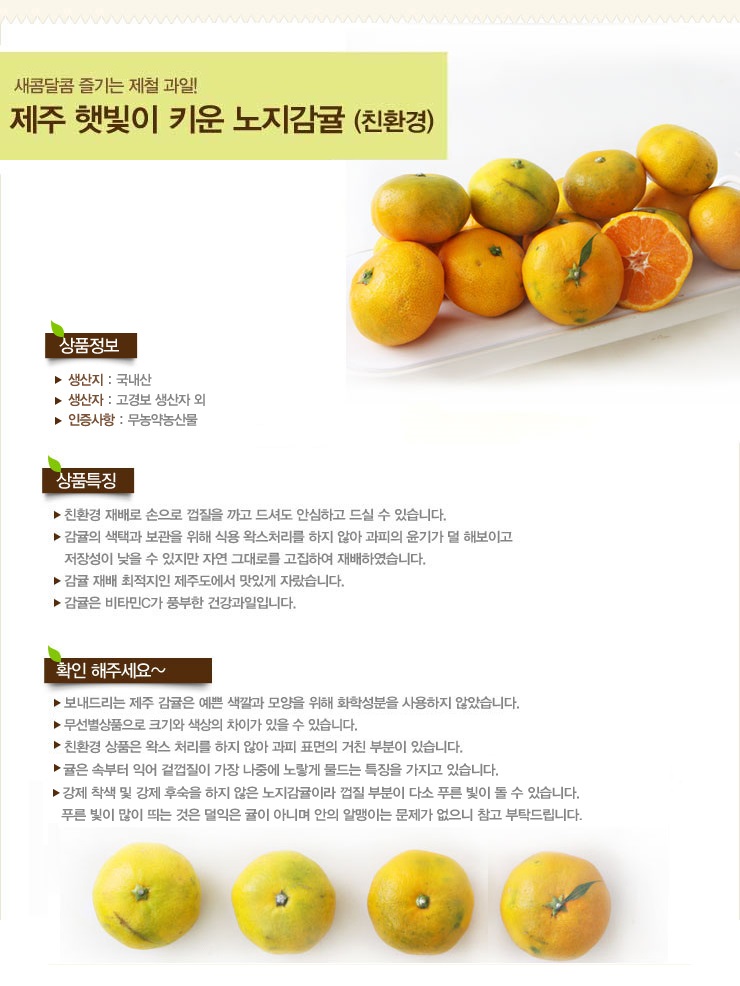 새콤달콤 즐기는 제철 과일!
제주 햇빛이 키운 노지감귤 (친환경)
상품정보
▶ 생산지 : 국내산
▶ 생산자 : 고경보 생산자 외
▶ 인증사항 : 무농약농산물
상품특징
▶ 친환경 재배로 손으로 껍질을 까고 드셔도 안심하고 드실 수 있습니다.
▶ 감귤의 색택과 보관을 위해 식용 왁스처리를 하지 않아 과피의 윤기가 덜 해보이고
저장성이 낮을 수 있지만 자연 그대로를 고집하여 재배하였습니다.
▶ 감귤 재배 최적지인 제주도에서 맛있게 자랐습니다.
▶ 감귤은 비타민C가 풍부한 건강과일입니다.
확인 해주세요~
▶ 보내드리는 제주 감귤은 예쁜 색깔과 모양을 위해 화학성분을 사용하지 않았습니다.
▶ 무선별상품으로 크기와 색상의 차이가 있을 수 있습니다.
▶ 친환경 상품은 왁스 처리를 하지 않아 과피 표면의 거친 부분이 있습니다.
▶ 귤은 속부터 익어 겉껍질이 가장 나중에 노랗게 물드는 특징을 가지고 있습니다.
▶ 강제 착색 및 강제 후숙을 하지 않은 노지감귤이라 껍질 부분이 다소 푸른 빛이 돌 수 있습니다.
푸른 빛이 많이 띄는 것은 덜익은 귤이 아니며 안의 알맹이는 문제가 없으니 참고 부탁드립니다.